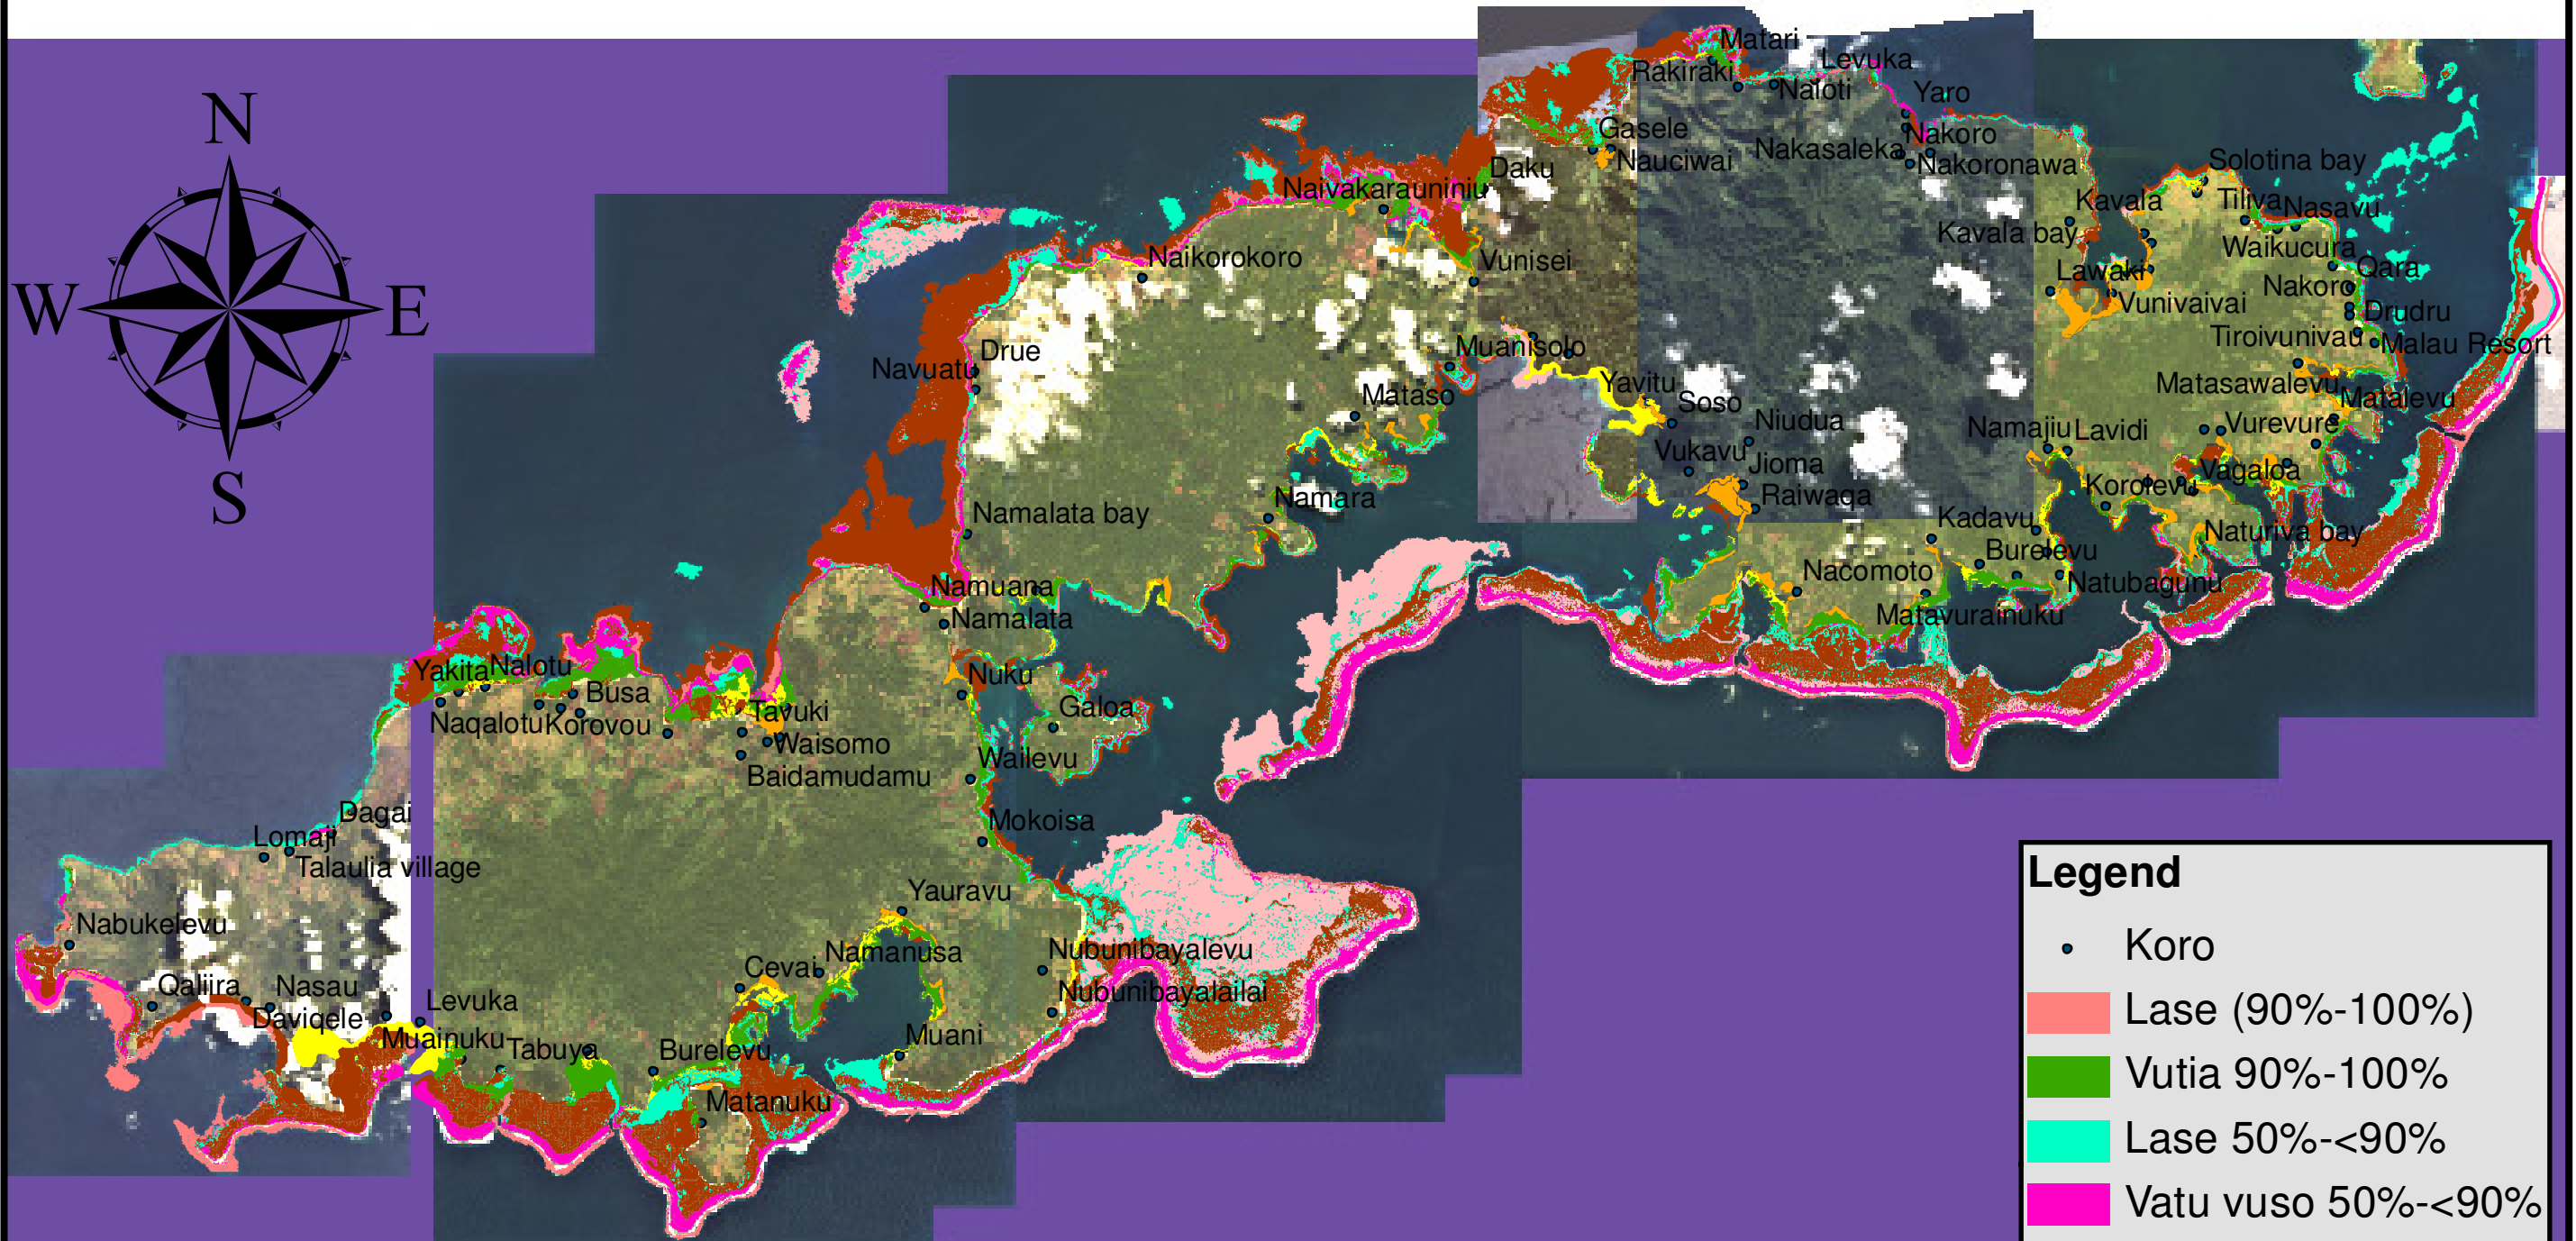 N
W
E
S
Matari
Levuka
Rakiraki
Naloti
Yaro
Gasele
Nakoro
Nakasaleka
Nauciwai
Nakoronawa
Daku
Solotina bay
Naivakarauniniu
Kavala
Tiliva
Nasavu
Kavala bay
Waikucura
Naikorokoro
Vunisei
Lawaki
Qara
Nakoro
Vunivaivai
Drudru
Tiroivunivau
Malau Resort
Drue
Muanisolo
Navuatu
Yavitu
Matasawalevu
Mataso
Soso
Matalevu
Niudua
Namajiu
Lavidi
Vurevure
Vukavu
Jioma
Vagaloa
Raiwaqa
Korolevu
Namara
Namalata bay
Kadavu
Naturiva bay
Burelevu
Nacomoto
Natubagunu
Namuana
Matavurainuku
Namalata
Yakita
Nalotu
Nuku
Busa
Galoa
Naqalotu
Korovou
Tavuki
Waisomo
Wailevu
Baidamudamu
Dagai
Mokoisa
Lomaji
Talaulia village
Yauravu
Nabukelevu
Nubunibayalevu
Namanusa
Cevai
Qaliira
Nasau
Nubunibayalailai
Levuka
Daviqele
Muani
Muainuku
Tabuya
Burelevu
Matanuku
Legend
Koro
Lase (90%-100%)
Vutia 90%-100%
Lase 50%-<90%
Vatu vuso 50%-<90%